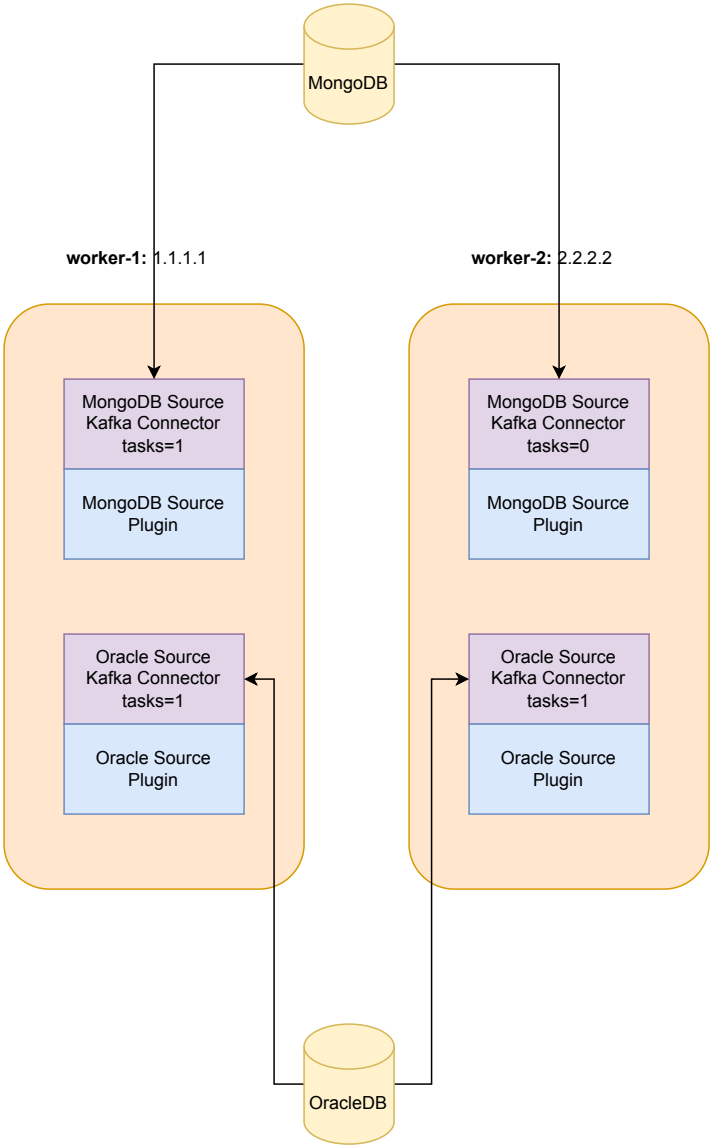 MongoDB
worker-1: 1.1.1.1
worker-2: 2.2.2.2
MongoDB Source
Kafka Connector
tasks=1
MongoDB Source
Plugin
MongoDB Source
Kafka Connector
tasks=0
MongoDB Source
Plugin
Oracle Source
Kafka Connector
tasks=1
Oracle Source
Plugin
Oracle Source
Kafka Connector
tasks=1
Oracle Source
Plugin
OracleDB